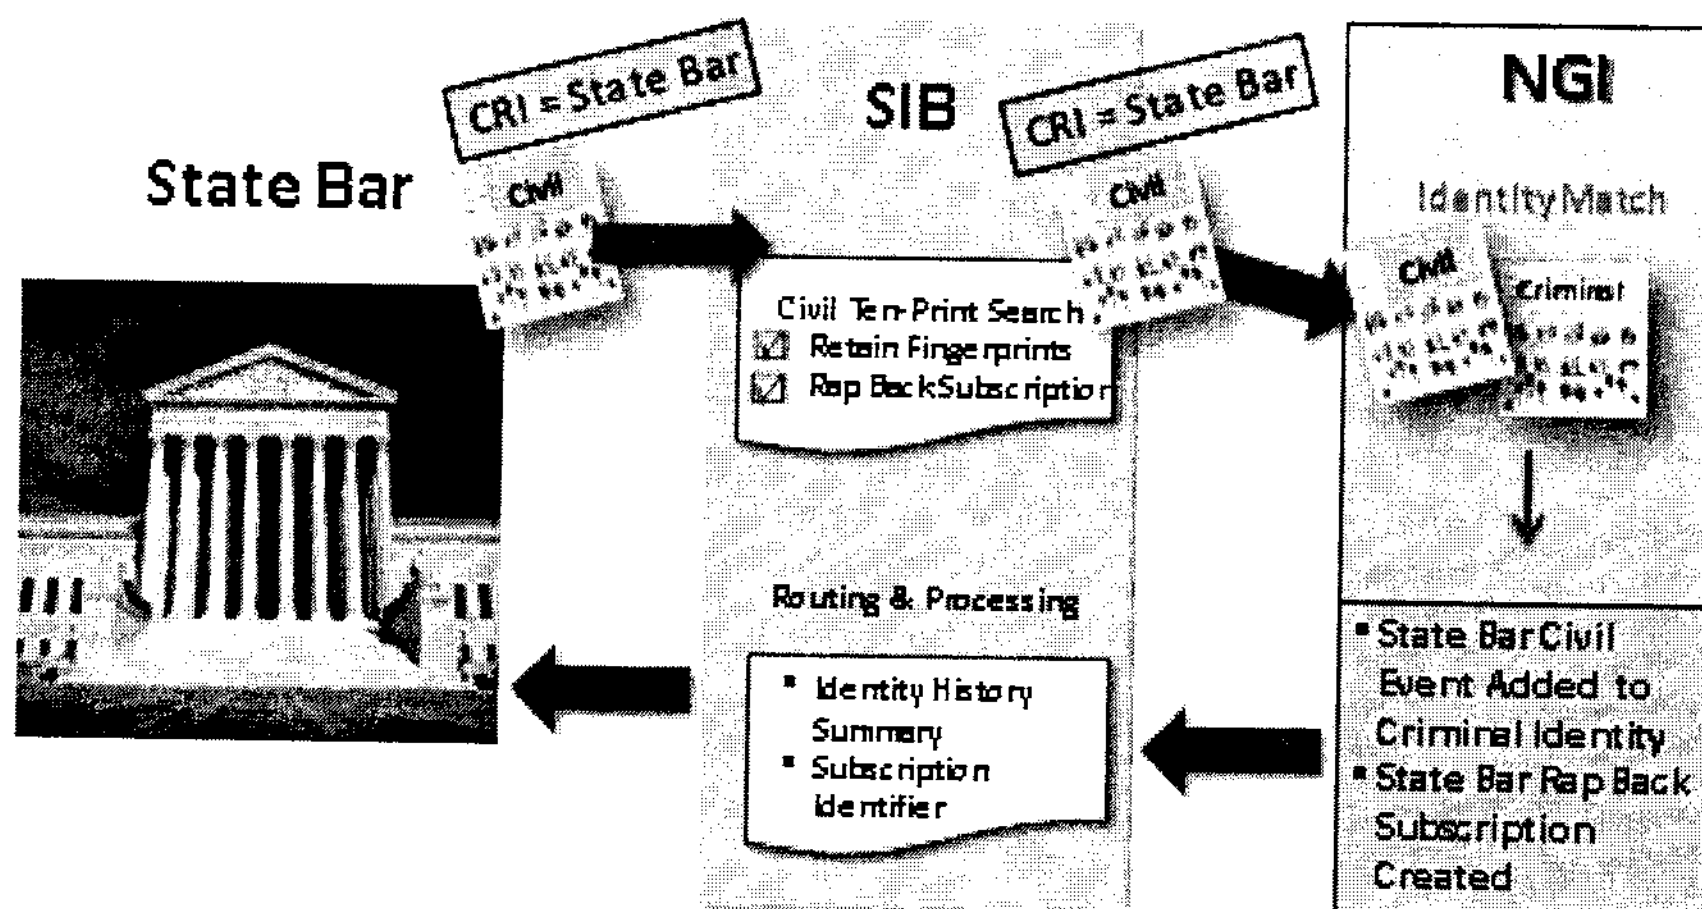 State Bar
CRI = State Bar
Civil
SIB
Civil Ten-Print Search
Retain Fingerprints
Rap Back Subscription
CRI = State Bar
Civil
NGI
Identity Match
Civil
Criminal
State Bar Civil
Event Added to
Criminal Identity
State Bar Rap Back
Subscription
Created
Routing & Processing
Identity History
Summary
Subscription
Identifier